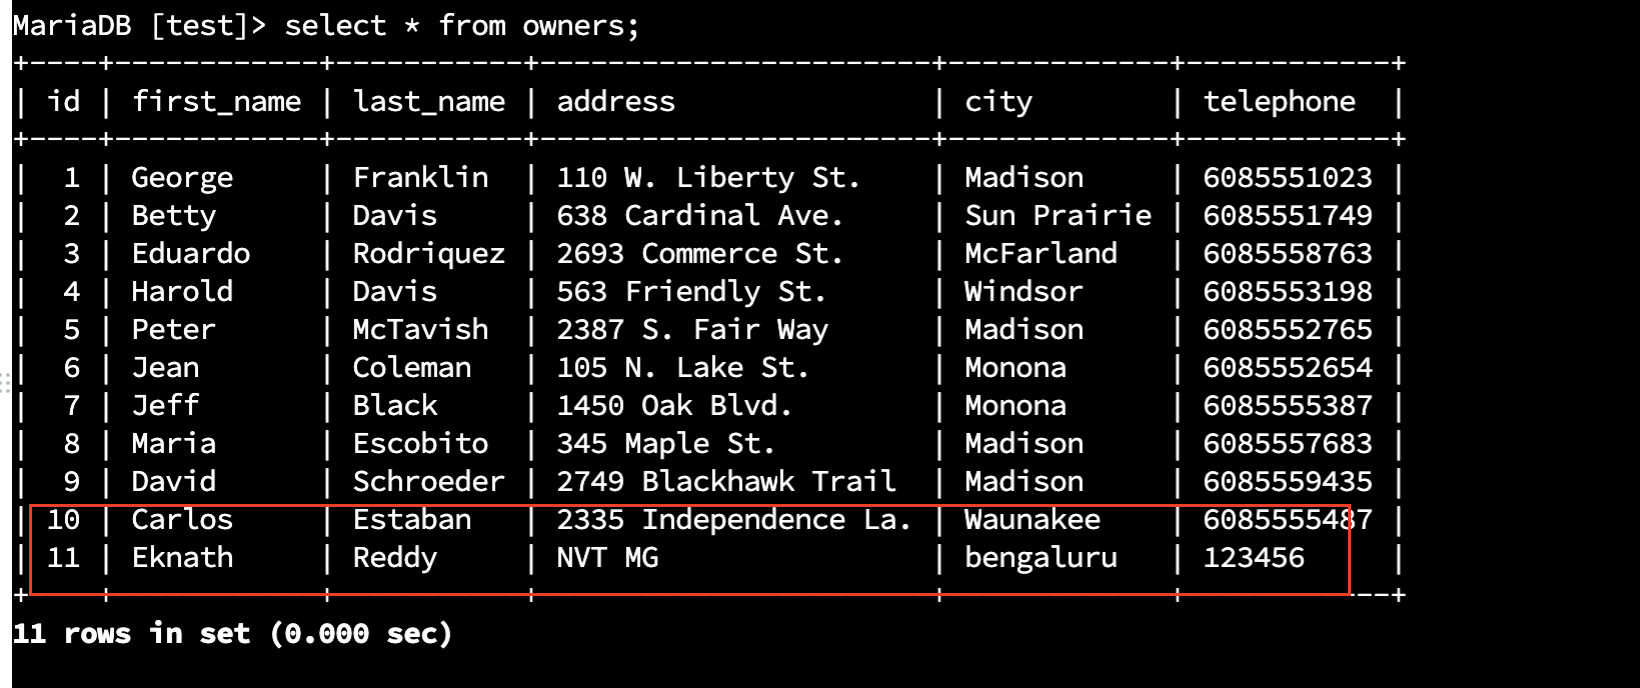 MariaDB [test]> select * from owners;
+----+------------+-----------+----------------------+-------------+------------+
| id | first_name | last_name | address              | city        | telephone  |
+----+------------+-----------+----------------------+-------------+------------+
|  1 | George     | Franklin  | 110 W. Liberty St.   | Madison     | 6085551023 |
|  2 | Betty      | Davis     | 638 Cardinal Ave.    | Sun Prairie | 6085551749 |
|  3 | Eduardo    | Rodriquez | 2693 Commerce St.    | McFarland   | 6085558763 |
|  4 | Harold     | Davis     | 563 Friendly St.     | Windsor     | 6085553198 |
|  5 | Peter      | McTavish  | 2387 S. Fair Way     | Madison     | 6085552765 |
|  6 | Jean       | Coleman   | 105 N. Lake St.      | Monona      | 6085552654 |
|  7 | Jeff       | Black     | 1450 Oak Blvd.       | Monona      | 6085555387 |
|  8 | Maria      | Escobito  | 345 Maple St.        | Madison     | 6085557683 |
|  9 | David      | Schroeder | 2749 Blackhawk Trail | Madison     | 6085559435 |
| 10 | Carlos     | Estaban   | 2335 Independence La. | Waunakee    | 6085555487 |
| 11 | Eknath     | Reddy     | NVT MG               | bengaluru   | 123456     |
+----+------------+-----------+----------------------+-------------+------------+
11 rows in set (0.000 sec)